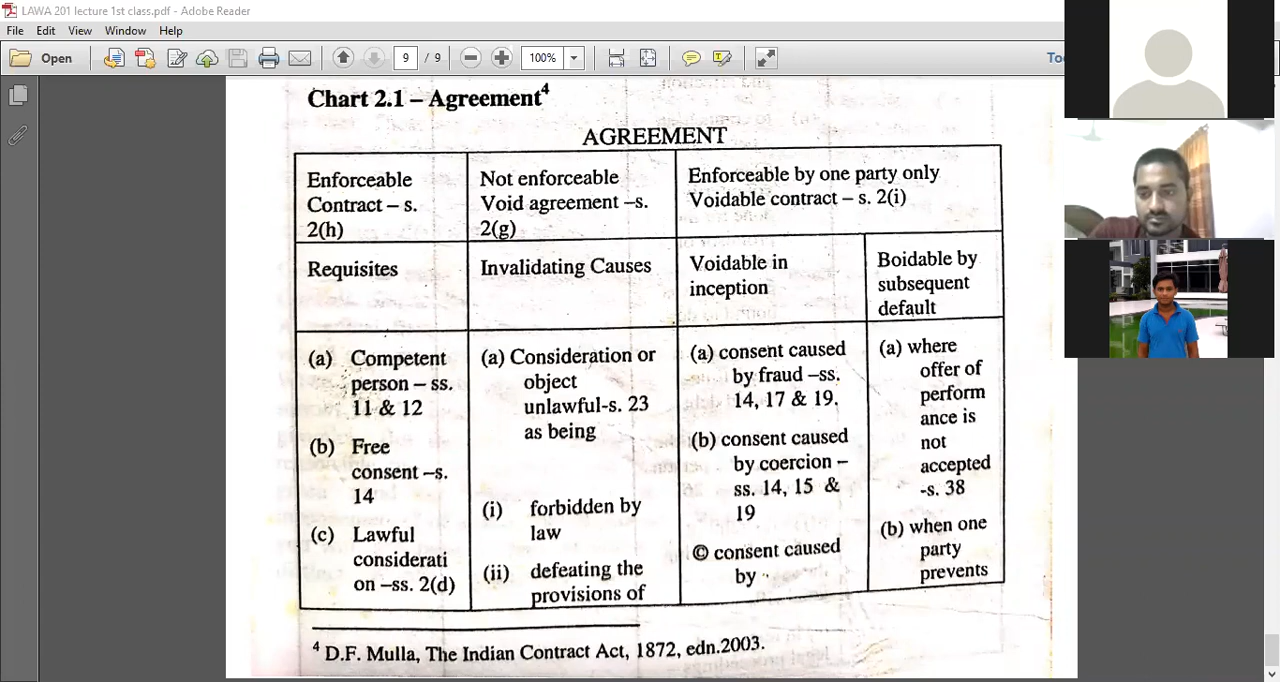 LAWA 201 lecture 1st class.pdf - Adobe Reader
File Edit View Window Help
Open 9 / 9 100% To
Chart 2.1 – Agreement4
AGREEMENT
Enforceable
Contract – s.
2(h)
Not enforceable
Void agreement –s.
2(g)
Enforceable by one party only
Voidable contract – s. 2(i)
Requisites
Invalidating Causes
Voidable in
inception
Boidable by
subsequent
default
(a) Competent
person – ss.
11 & 12
(b) Free
consent –s.
14
(c) Lawful
considerati
on –ss. 2(d)
(a) Consideration or
object
unlawful-s. 23
as being
(i) forbidden by
law
(ii) defeating the
provisions of
(a) consent caused
by fraud –ss.
14, 17 & 19.
(b) consent caused
by coercion –
ss. 14, 15 &
19
© consent caused
by
(a) where
offer of
perform
ance is
not
accepted
-s. 38
(b) when one
party
prevents
4 D.F. Mulla, The Indian Contract Act, 1872, edn.2003.